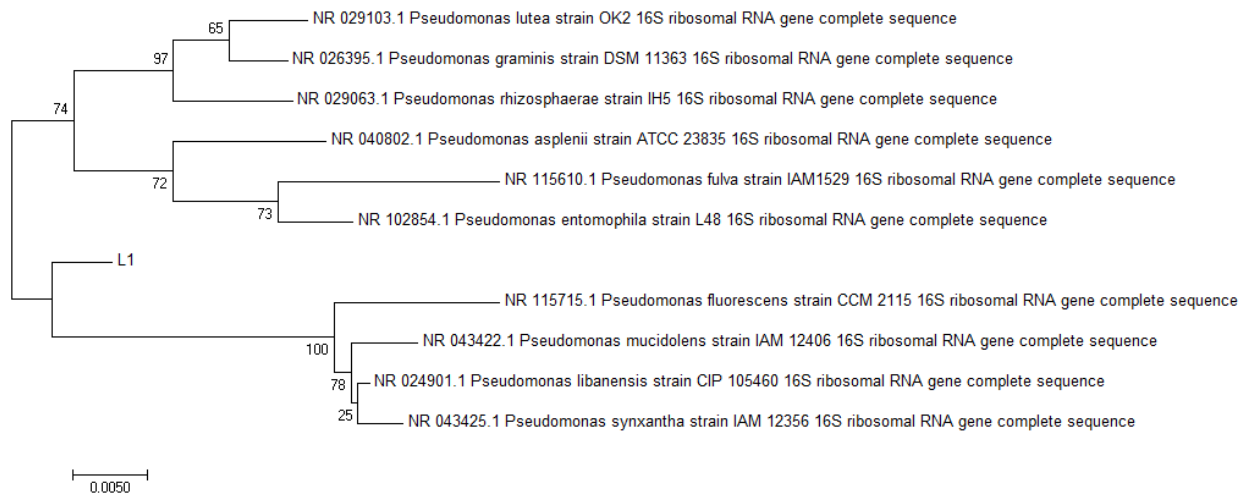 65
NR 029103.1 Pseudomonas lutea strain OK2 16S ribosomal RNA gene complete sequence
97
NR 026395.1 Pseudomonas graminis strain DSM 11363 16S ribosomal RNA gene complete sequence
NR 029063.1 Pseudomonas rhizosphaerae strain IH5 16S ribosomal RNA gene complete sequence
74
NR 040802.1 Pseudomonas asplenii strain ATCC 23835 16S ribosomal RNA gene complete sequence
72
NR 115610.1 Pseudomonas fulva strain IAM1529 16S ribosomal RNA gene complete sequence
73
NR 102854.1 Pseudomonas entomophila strain L48 16S ribosomal RNA gene complete sequence
L1
NR 115715.1 Pseudomonas fluorescens strain CCM 2115 16S ribosomal RNA gene complete sequence
100
NR 043422.1 Pseudomonas mucidolens strain IAM 12406 16S ribosomal RNA gene complete sequence
78
NR 024901.1 Pseudomonas libanensis strain CIP 105460 16S ribosomal RNA gene complete sequence
25
NR 043425.1 Pseudomonas synxantha strain IAM 12356 16S ribosomal RNA gene complete sequence
0.0050